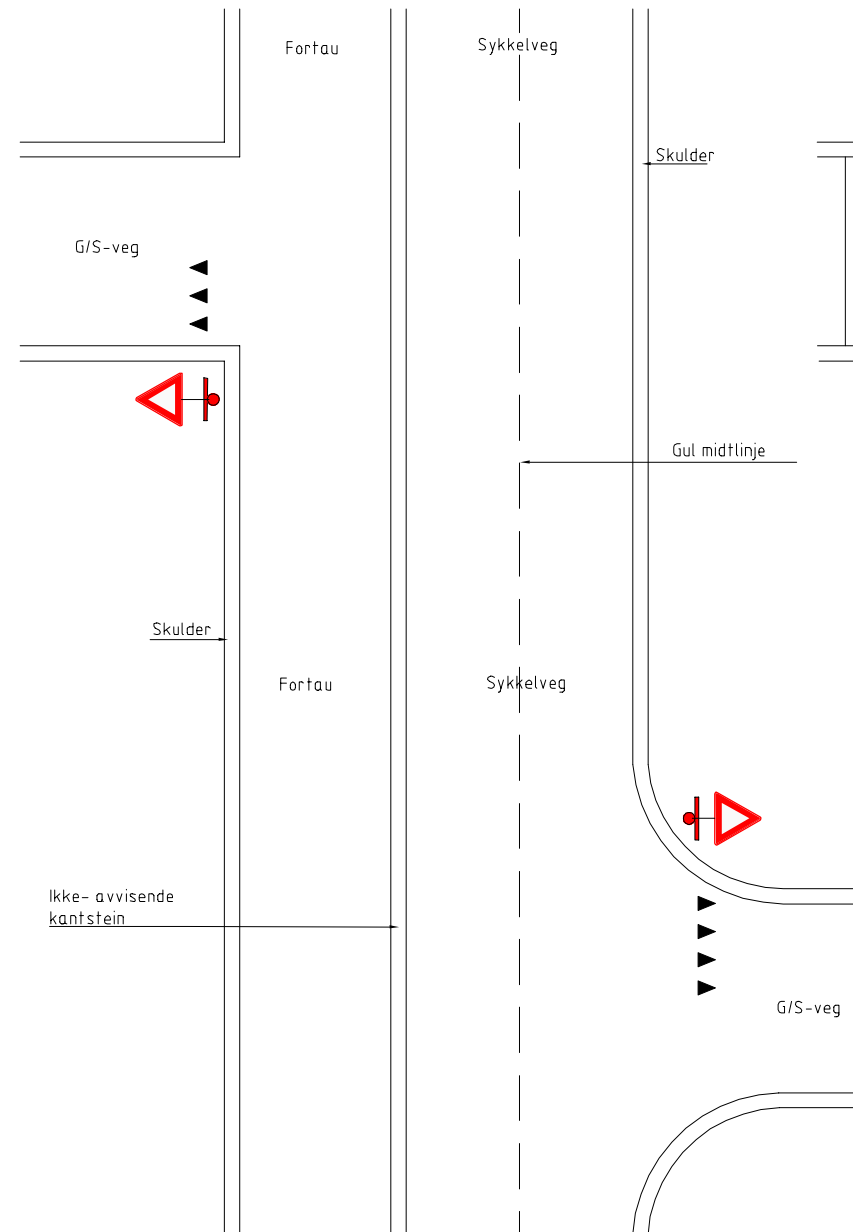 Fortau
Sykkelveg
Skulder
G/S-veg
Gul midtlinje
Skulder
Fortau
Sykkelveg
Ikke- avvisende
kantstein
G/S-veg